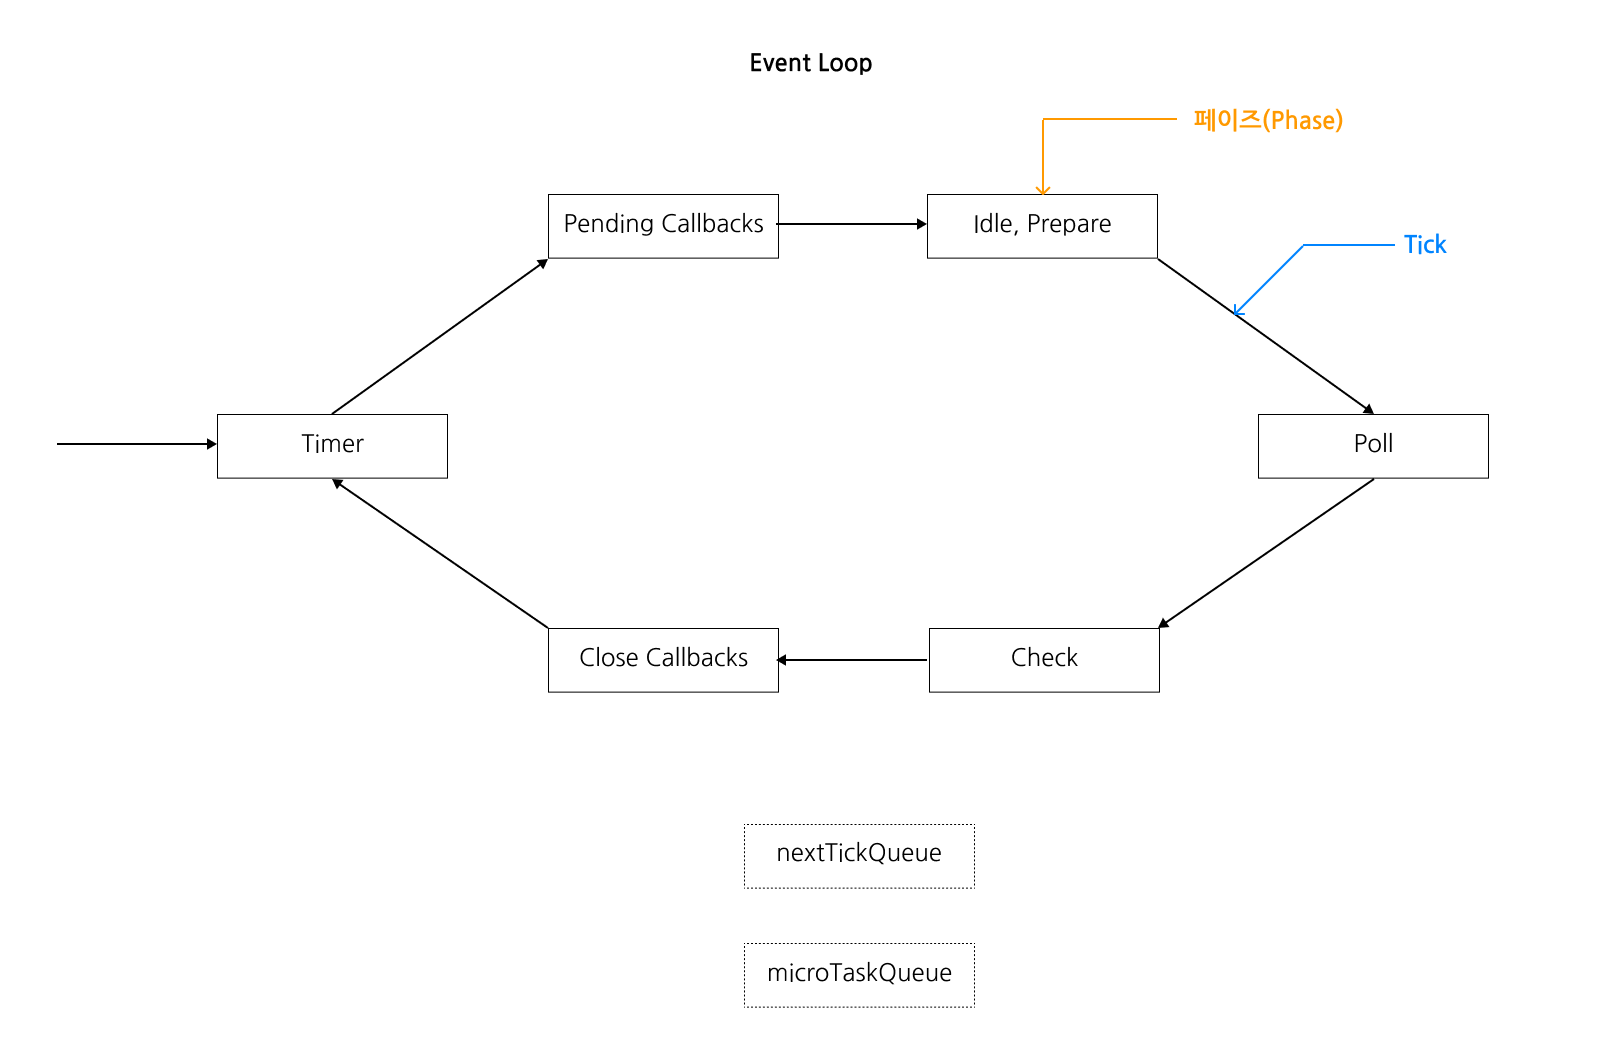 Event Loop
페이즈(Phase)
Pending Callbacks
Idle, Prepare
Tick
Timer
Poll
Close Callbacks
Check
nextTickQueue
microTaskQueue